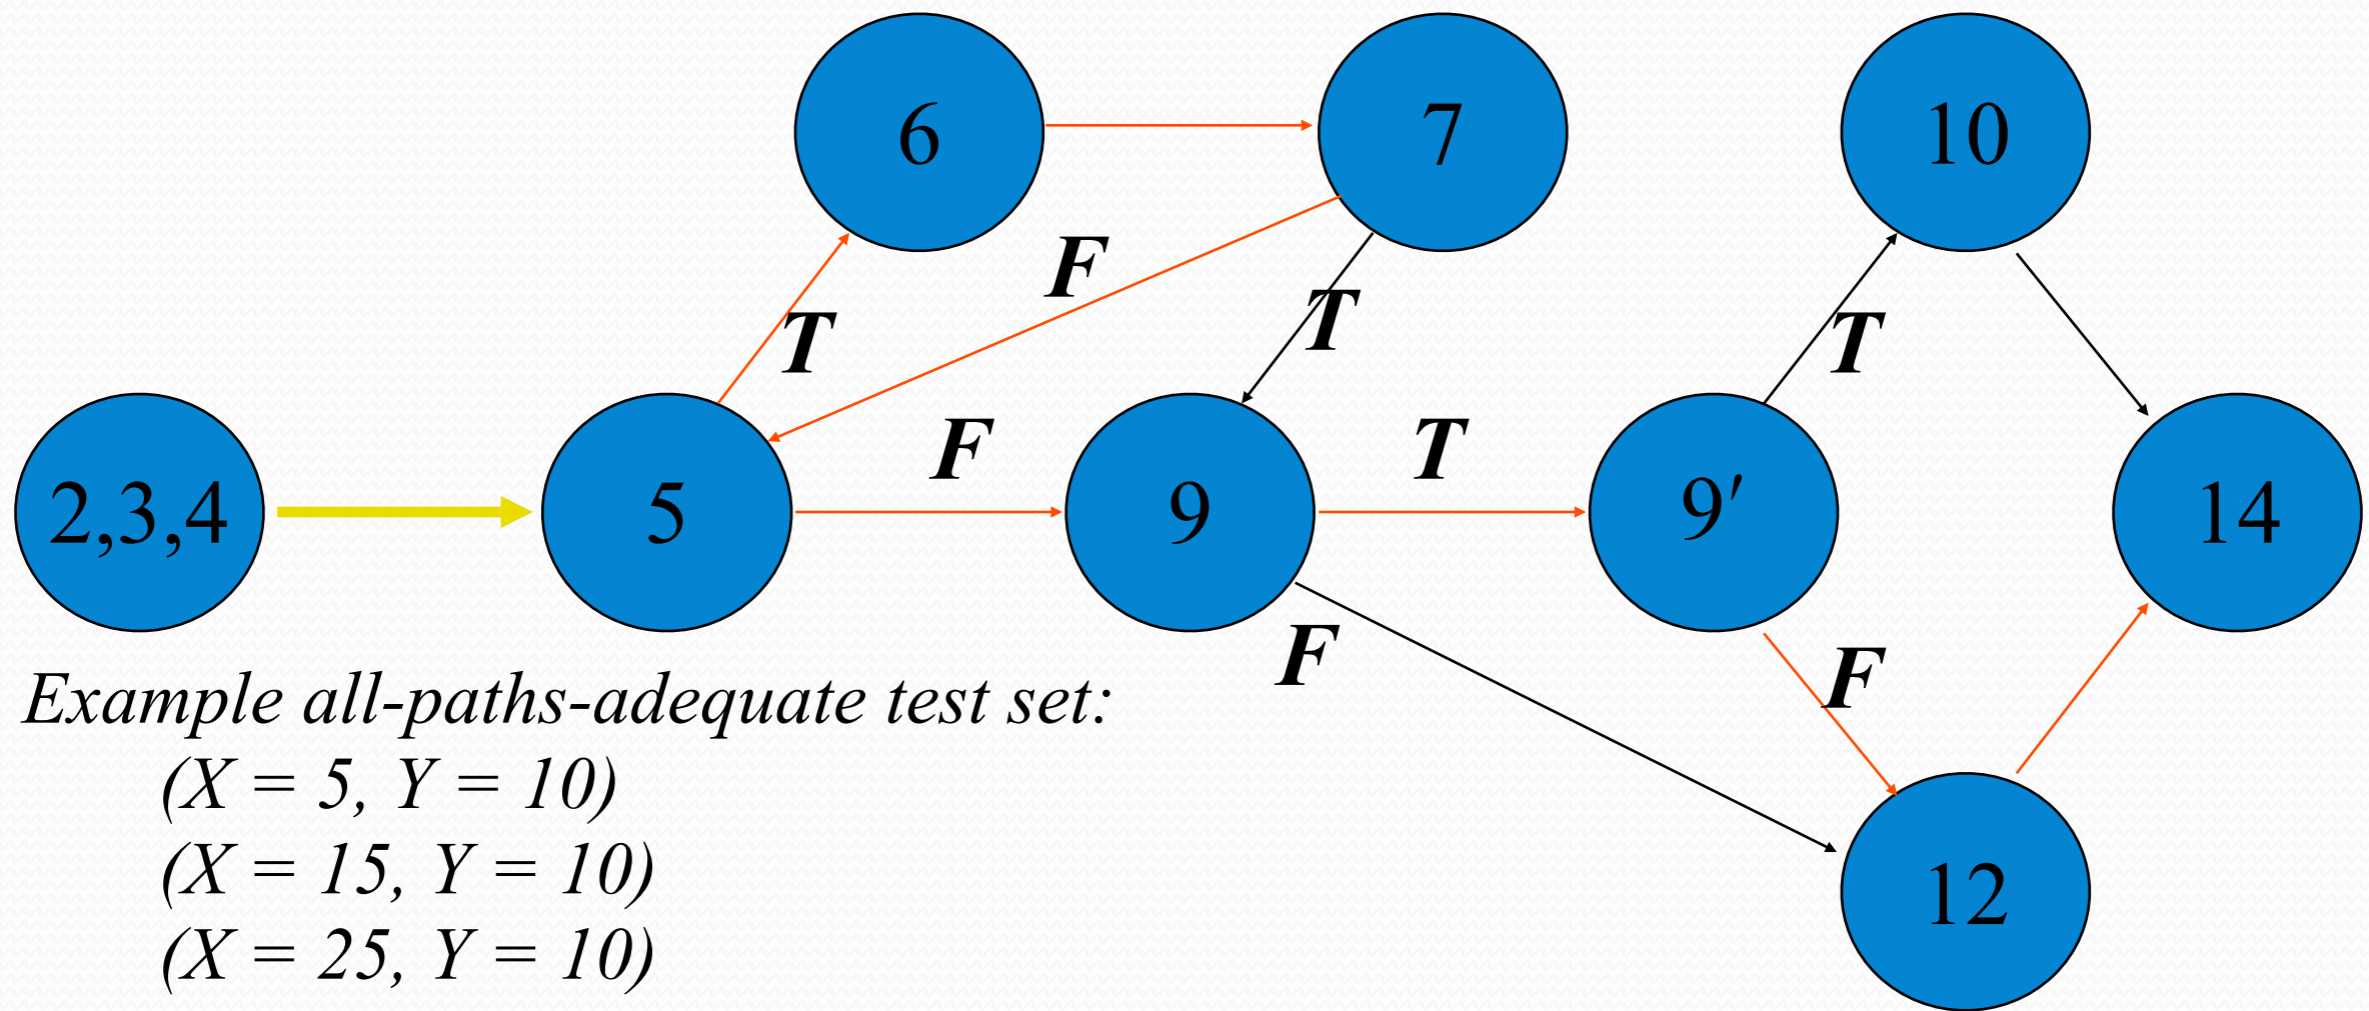 6
7
10
F
T
T
T
F
T
2,3,4
5
9
9′
14
F
F
Example all-paths-adequate test set:
(X = 5, Y = 10)
(X = 15, Y = 10)
(X = 25, Y = 10)
12